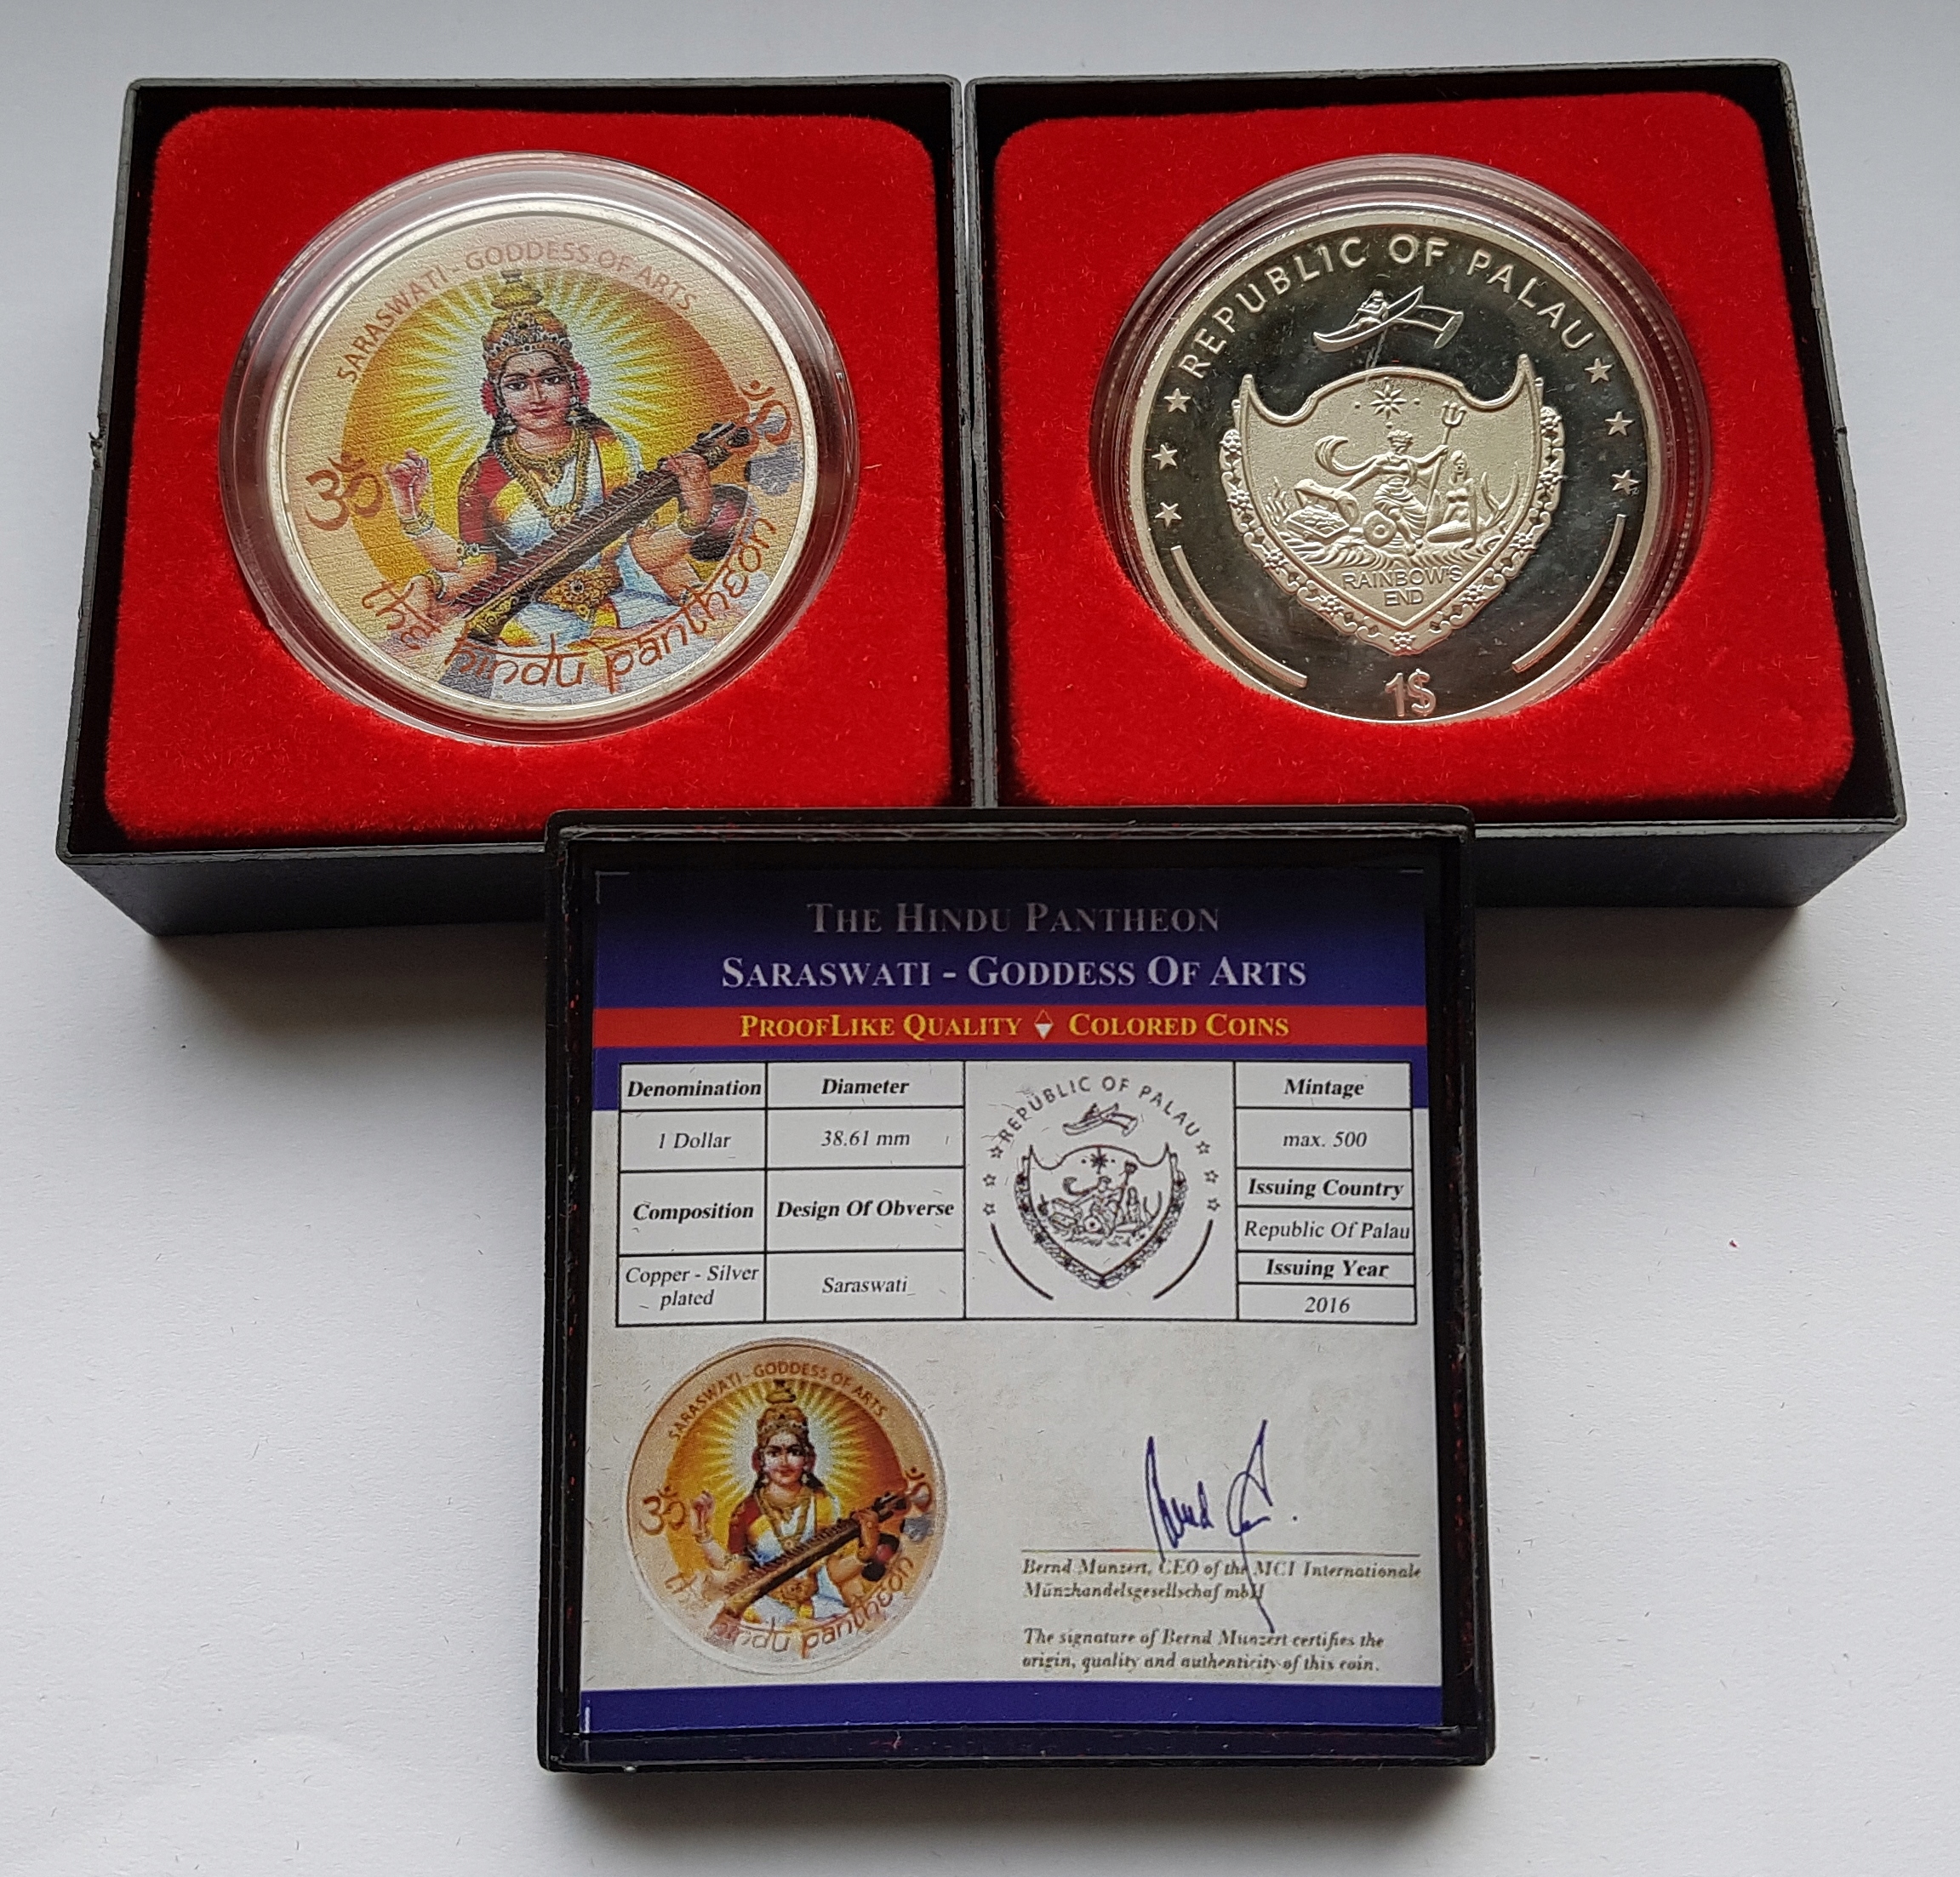 SARASWATI - GODDESS OF ARTS
ॐ
ॐ
the hindu pantheon
REPUBLIC OF PALAU
RAINBOW'S
END
1$
THE HINDU PANTHEON
SARASWATI - GODDESS OF ARTS
PROOFLIKE QUALITY COLORED COINS
Denomination
Diameter
REPUBLIC OF PALAU
Mintage
1 Dollar
38.61 mm
max. 500
Composition
Design Of Obverse
Issuing Country
Republic Of Palau
Copper - Silver
plated
Saraswati
Issuing Year
2016
SARASWATI - GODDESS OF ARTS
ॐ
ॐ
the hindu pantheon
Bernd Munzert, CEO of the MCI Internationale
Münzhandelsgesellschaf mbH
The signature of Bernd Munzert certifies the
origin, quality and authenticity of this coin.